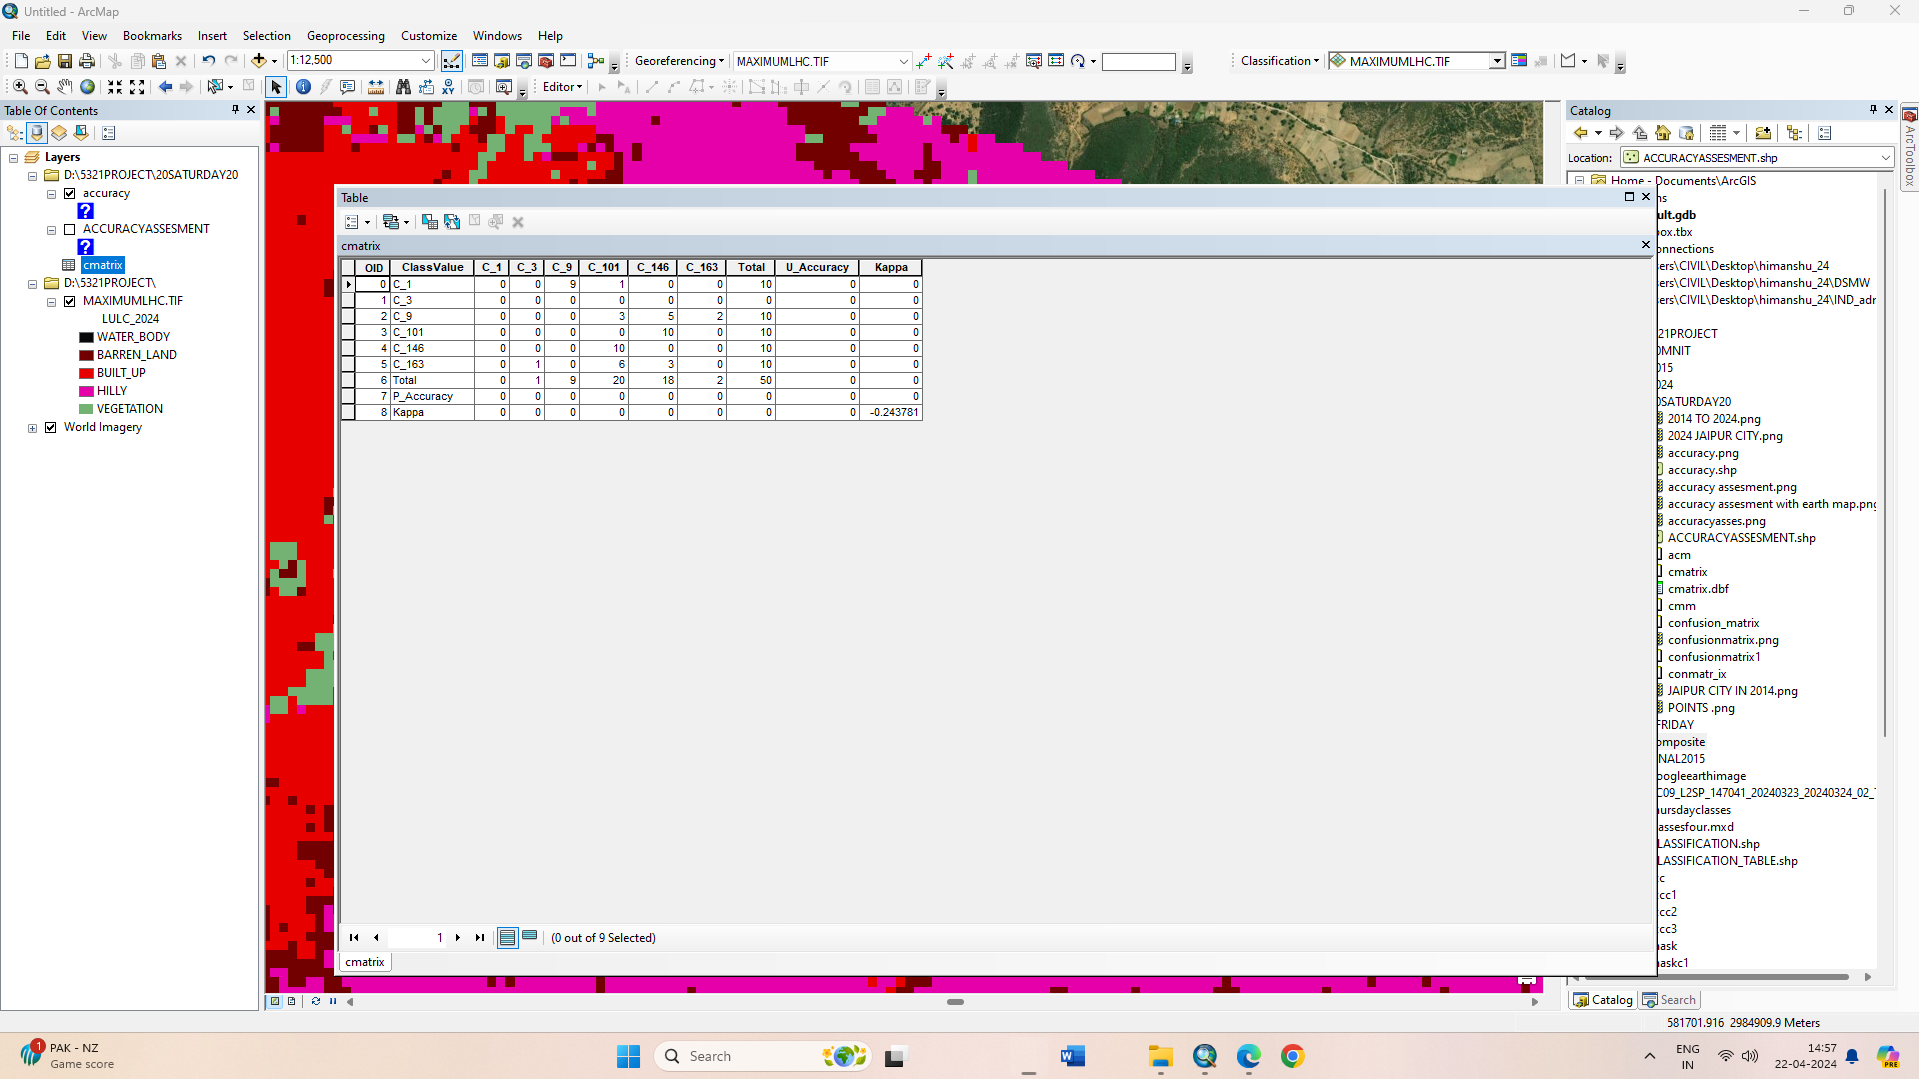 Untitled - ArcMap
File Edit View Bookmarks Insert Selection Geoprocessing Customize Windows Help
1:12,500 Georeferencing MAXIMUMLHC.TIF Classification MAXIMUMLHC.TIF
Editor
Table Of Contents
Layers
D:\5321PROJECT\20SATURDAY20
accuracy
?
ACCURACYASSESMENT
?
cmatrix
D:\5321PROJECT\
MAXIMUMLHC.TIF
LULC_2024
WATER_BODY
BARREN_LAND
BUILT_UP
HILLY
VEGETATION
World Imagery
Table
cmatrix
OID ClassValue C_1 C_3 C_9 C_101 C_146 C_163 Total U_Accuracy Kappa
0 C_1 0 0 9 1 0 0 10 0 0
1 C_3 0 0 0 0 0 0 0 0 0
2 C_9 0 0 0 3 5 2 10 0 0
3 C_101 0 0 0 0 10 0 10 0 0
4 C_146 0 0 0 10 0 0 10 0 0
5 C_163 0 1 0 6 3 0 10 0 0
6 Total 0 1 9 20 18 2 50 0 0
7 P_Accuracy 0 0 0 0 0 0 0 0 0
8 Kappa 0 0 0 0 0 0 0 0 -0.243781
1 (0 out of 9 Selected)
cmatrix
Catalog
Location: ACCURACYASSESMENT.shp
Home - Documents\ArcGIS
ns
ult.gdb
ox.tbx
onnections
ers\CIVIL\Desktop\himanshu_24
ers\CIVIL\Desktop\himanshu_24\DSMW
ers\CIVIL\Desktop\himanshu_24\IND_adr
21PROJECT
OMNIT
015
024
0SATURDAY20
2014 TO 2024.png
2024 JAIPUR CITY.png
accuracy.png
accuracy.shp
accuracy assesment.png
accuracy assesment with earth map.png
accuracyasses.png
ACCURACYASSESMENT.shp
acm
cmatrix
cmatrix.dbf
cmm
confusion_matrix
confusionmatrix.png
confusionmatrix1
conmatr_ix
JAIPUR CITY IN 2014.png
POINTS .png
FRIDAY
omposite
NAL2015
oogleearthimage
C09_L2SP_147041_20240323_20240324_02_
ursdayclasses
assesfour.mxd
LASSIFICATION.shp
LASSIFICATION_TABLE.shp
c
cc1
cc2
cc3
ask
askc1
Catalog Search
ArcToolbox
581701.916 2984909.9 Meters
1
PAK - NZ
Game score
Search
ENG
IN
14:57
22-04-2024
PRE